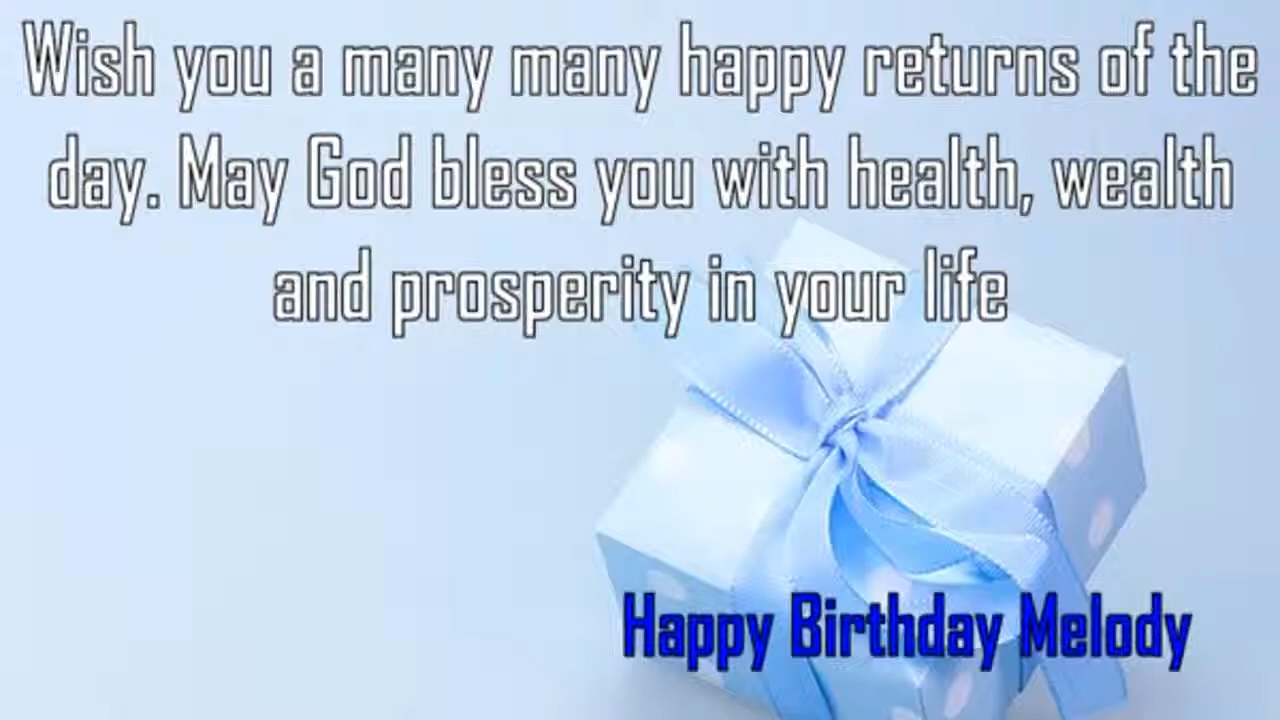 Wish you a many many happy returns of the
day. May God bless you with health, wealth
and prosperity in your life
Happy Birthday Melody